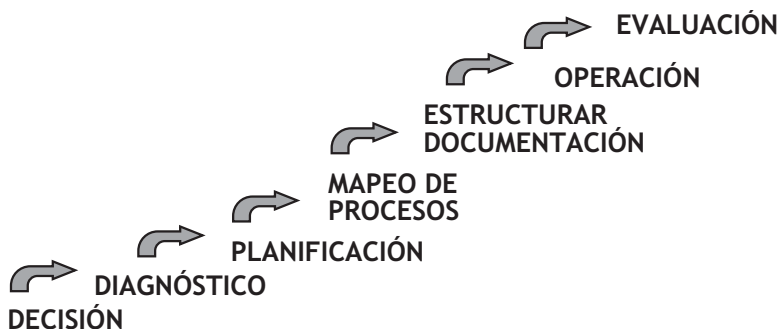 EVALUACIÓN
OPERACIÓN
ESTRUCTURAR
DOCUMENTACIÓN
MAPEO DE
PROCESOS
PLANIFICACIÓN
DIAGNÓSTICO
DECISIÓN